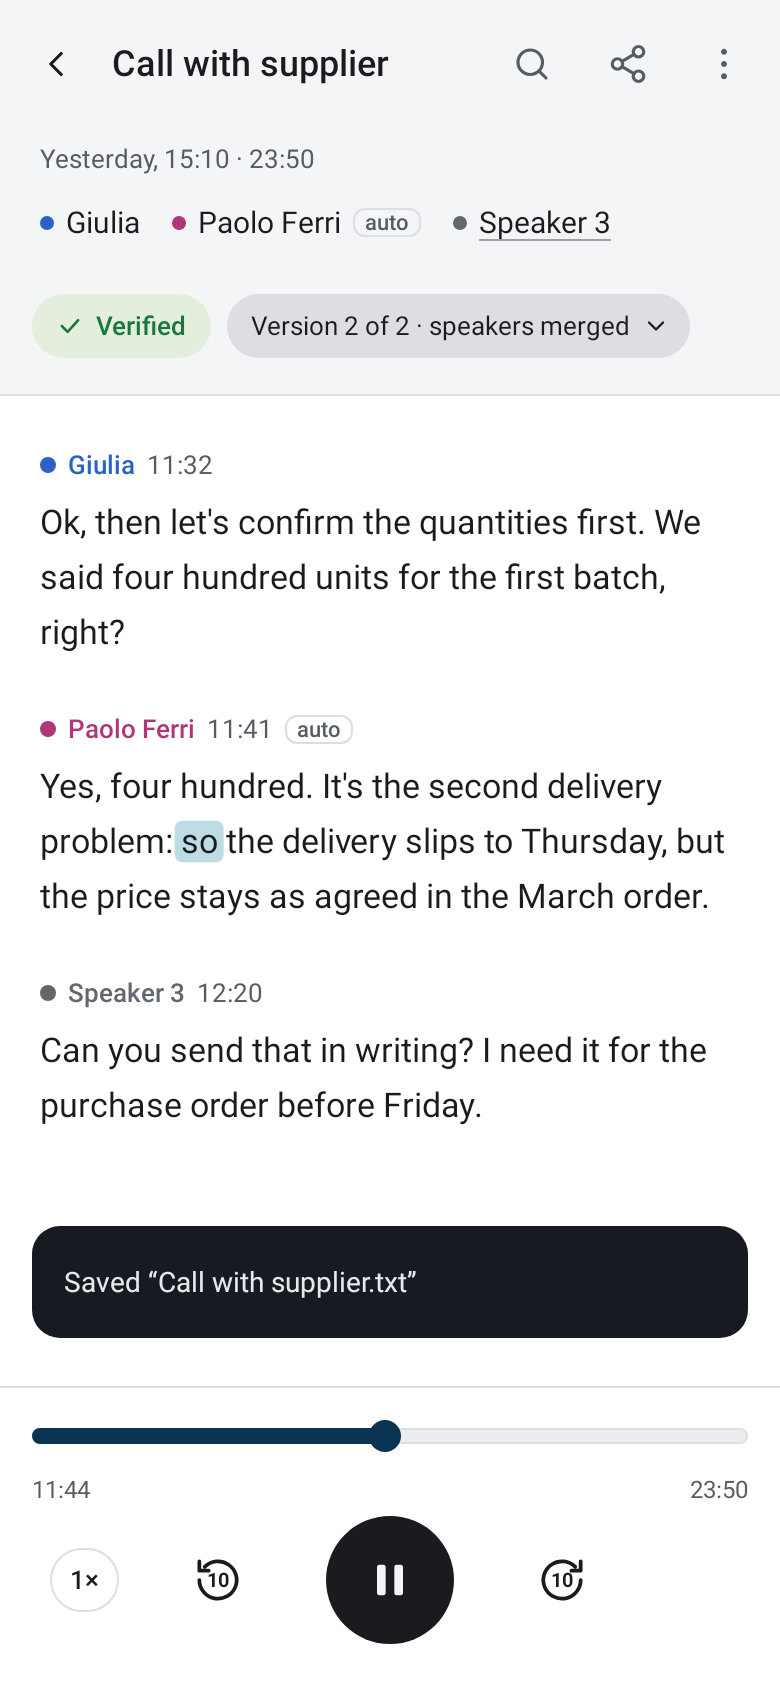 Call with supplier
Yesterday, 15:10 · 23:50
Giulia Paolo Ferri auto Speaker 3
Verified Version 2 of 2 · speakers merged
Giulia 11:32
Ok, then let's confirm the quantities first. We
said four hundred units for the first batch,
right?
Paolo Ferri 11:41 auto
Yes, four hundred. It's the second delivery
problem: so the delivery slips to Thursday, but
the price stays as agreed in the March order.
Speaker 3 12:20
Can you send that in writing? I need it for the
purchase order before Friday.
Saved “Call with supplier.txt”
11:44 23:50
1× 10 10